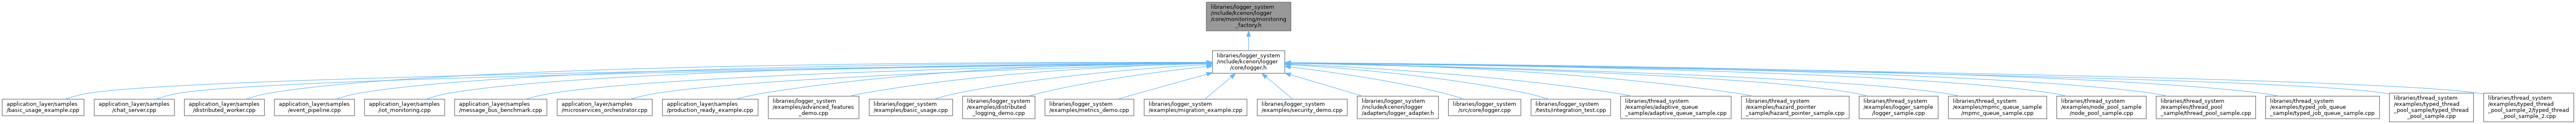 libraries/logger_system
/include/kcenon/logger
/core/monitoring/monitoring
_factory.h
libraries/logger_system
/include/kcenon/logger
/core/logger.h
application_layer/samples
/basic_usage_example.cpp
application_layer/samples
/chat_server.cpp
application_layer/samples
/distributed_worker.cpp
application_layer/samples
/event_pipeline.cpp
application_layer/samples
/iot_monitoring.cpp
application_layer/samples
/message_bus_benchmark.cpp
application_layer/samples
/microservices_orchestrator.cpp
application_layer/samples
/production_ready_example.cpp
libraries/logger_system
/examples/advanced_features
_demo.cpp
libraries/logger_system
/examples/basic_usage.cpp
libraries/logger_system
/examples/distributed
_logging_demo.cpp
libraries/logger_system
/examples/metrics_demo.cpp
libraries/logger_system
/examples/migration_example.cpp
libraries/logger_system
/examples/security_demo.cpp
libraries/logger_system
/include/kcenon/logger
/adapters/logger_adapter.h
libraries/logger_system
/src/core/logger.cpp
libraries/logger_system
/tests/integration_test.cpp
libraries/thread_system
/examples/adaptive_queue
_sample/adaptive_queue_sample.cpp
libraries/thread_system
/examples/hazard_pointer
_sample/hazard_pointer_sample.cpp
libraries/thread_system
/examples/logger_sample
/logger_sample.cpp
libraries/thread_system
/examples/mpmc_queue_sample
/mpmc_queue_sample.cpp
libraries/thread_system
/examples/node_pool_sample
/node_pool_sample.cpp
libraries/thread_system
/examples/thread_pool
_sample/thread_pool_sample.cpp
libraries/thread_system
/examples/typed_job_queue
_sample/typed_job_queue_sample.cpp
libraries/thread_system
/examples/typed_thread
_pool_sample/typed_thread
_pool_sample.cpp
libraries/thread_system
/examples/typed_thread
_pool_sample_2/typed_thread
_pool_sample_2.cpp